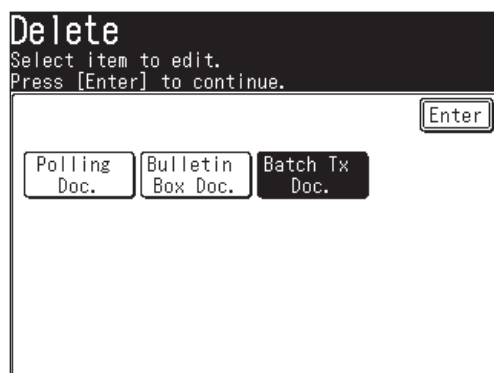 Delete
Select item to edit.
Press [Enter] to continue.
Enter
Polling Doc.
Bulletin Box Doc.
Batch Tx Doc.